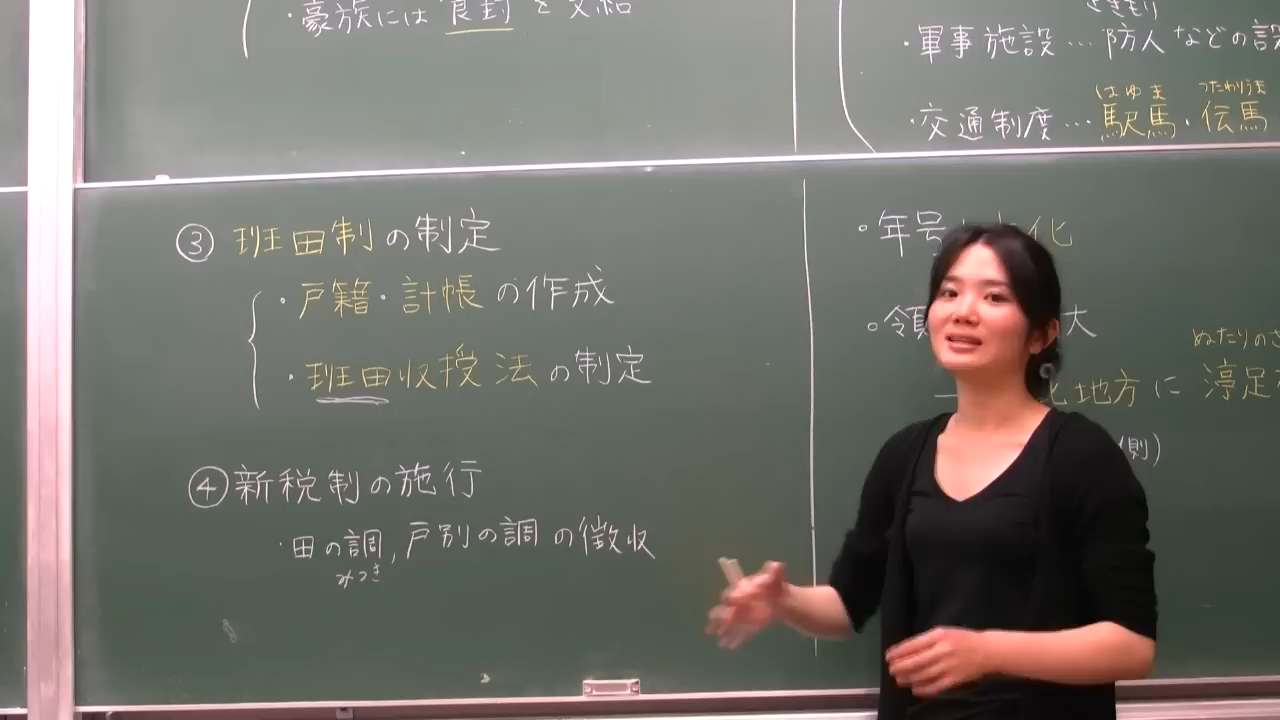 ・豪族には食封を支給
③班田制の制定
・戸籍・計帳の作成
・班田収授法の制定
④新税制の施行
・田の調,戸別の調の徴収
みつき
さきもり
・軍事施設…防人などの設
はゆま つたわりうま
・交通制度…駅馬・伝馬
○年号 化
○領 大
ぬたりのさ
地方に渟足
側)